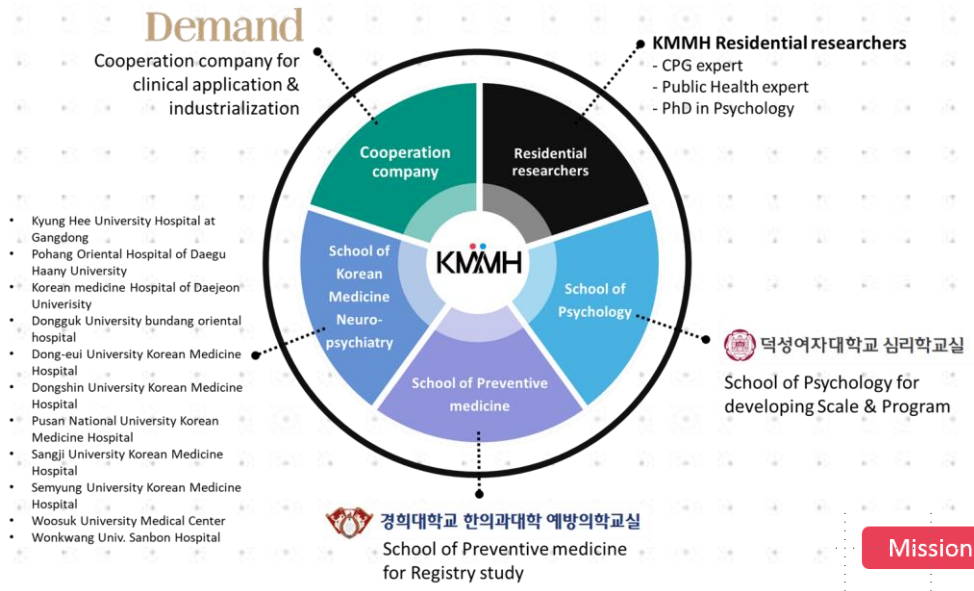 Demand
Cooperation company for
clinical application &
industrialization
KMMH Residential researchers
- CPG expert
- Public Health expert
- PhD in Psychology
Cooperation
company
Residential
researchers
• Kyung Hee University Hospital at
Gangdong
• Pohang Oriental Hospital of Daegu
Haany University
• Korean medicine Hospital of Daejeon
Univerisity
• Dongguk University bundang oriental
hospital
• Dong-eui University Korean Medicine
Hospital
• Dongshin University Korean Medicine
Hospital
• Pusan National University Korean
Medicine Hospital
• Sangji University Korean Medicine
Hospital
• Semyung University Korean Medicine
Hospital
• Woosuk University Medical Center
• Wonkwang Univ. Sanbon Hospital
School of
Korean
Medicine
Neuro-
psychiatry
KMMH
School of
Psychology
School of Preventive
medicine
덕성여자대학교 심리학교실
School of Psychology for
developing Scale & Program
경희대학교 한의과대학 예방의학교실
School of Preventive medicine
for Registry study
Mission